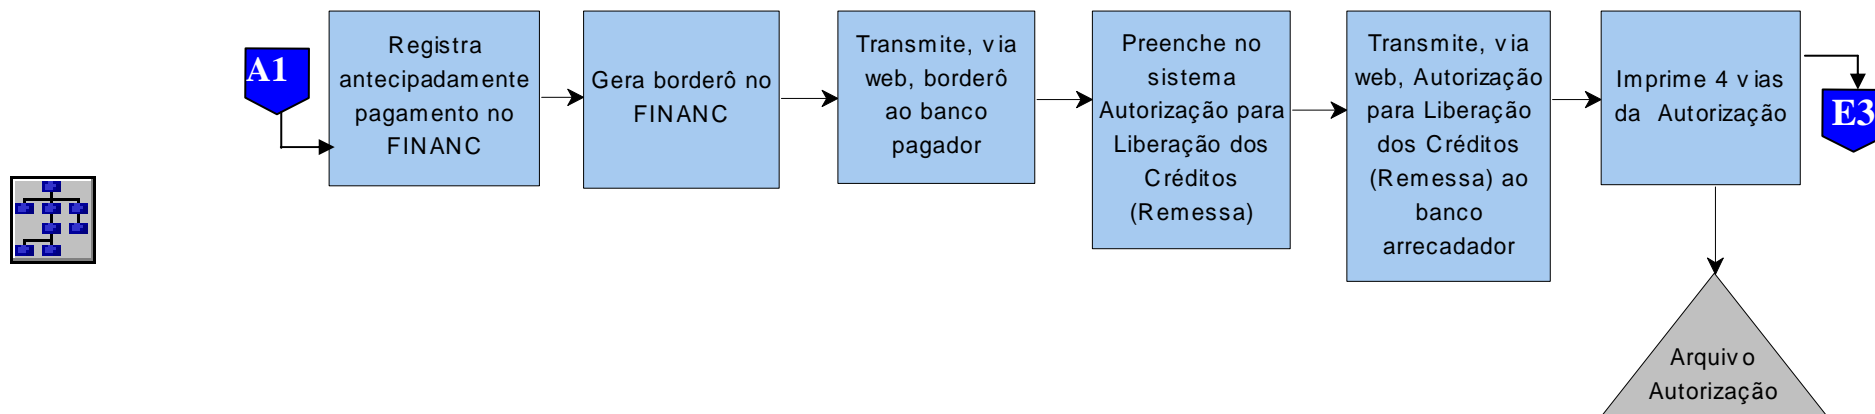 A1
Registra
antecipadamente
pagamento no
FINANC
Gera borderô no
FINANC
Transmite, via
web, borderô
ao banco
pagador
Preenche no
sistema
Autorização para
Liberação dos
Créditos
(Remessa)
Transmite, via
web, Autorização
para Liberação
dos Créditos
(Remessa) ao
banco
arrecadador
Imprime 4 vias
da Autorização
E3
Arquivo
Autorização